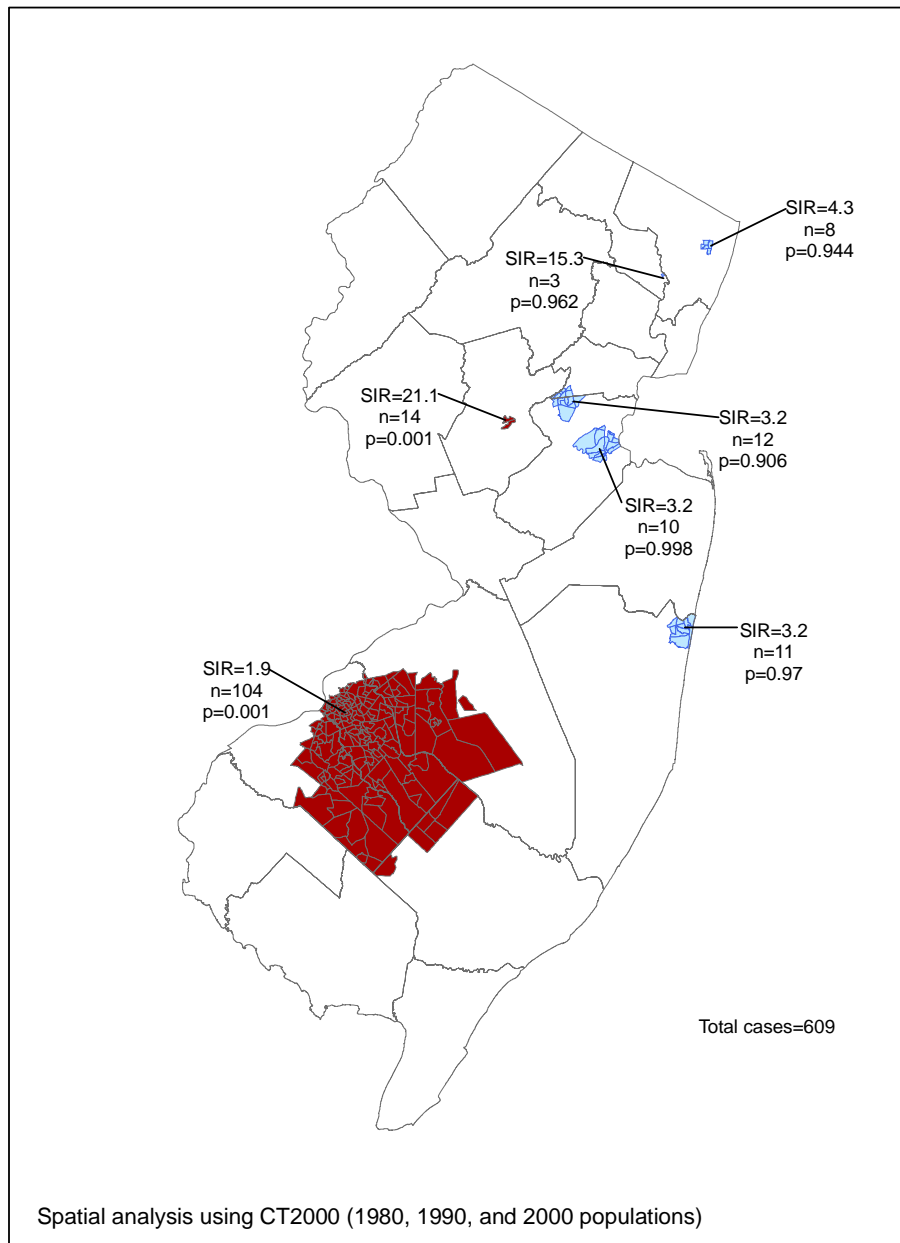 SIR=4.3
n=8
p=0.944
SIR=15.3
n=3
p=0.962
SIR=21.1
n=14
p=0.001
SIR=3.2
n=12
p=0.906
SIR=3.2
n=10
p=0.998
SIR=3.2
n=11
p=0.97
SIR=1.9
n=104
p=0.001
Total cases=609
Spatial analysis using CT2000 (1980, 1990, and 2000 populations)